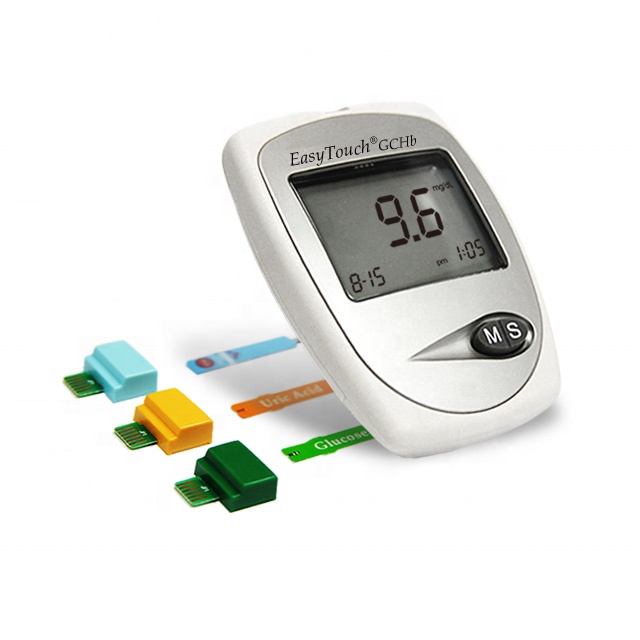 EasyTouch® GCHb
9.6 mg/dL
8-15 pm 1:05
M S
Uric Acid
Glucose